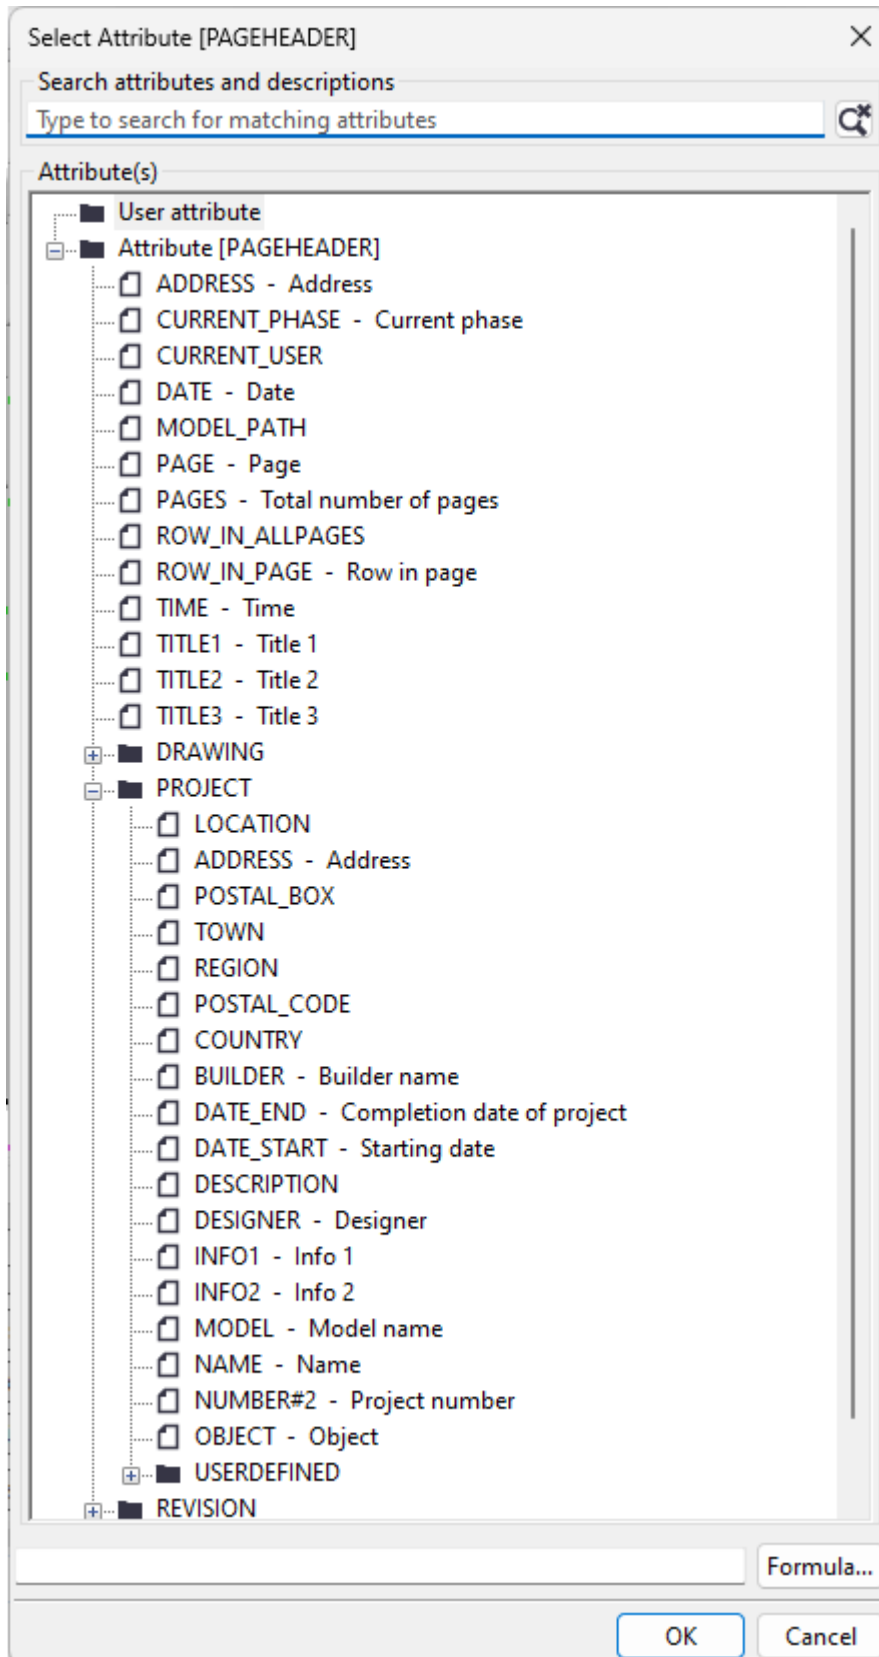 Select Attribute [PAGEHEADER]
Search attributes and descriptions
Type to search for matching attributes
Attribute(s)
User attribute
Attribute [PAGEHEADER]
ADDRESS - Address
CURRENT_PHASE - Current phase
CURRENT_USER
DATE - Date
MODEL_PATH
PAGE - Page
PAGES - Total number of pages
ROW_IN_ALLPAGES
ROW_IN_PAGE - Row in page
TIME - Time
TITLE1 - Title 1
TITLE2 - Title 2
TITLE3 - Title 3
DRAWING
PROJECT
LOCATION
ADDRESS - Address
POSTAL_BOX
TOWN
REGION
POSTAL_CODE
COUNTRY
BUILDER - Builder name
DATE_END - Completion date of project
DATE_START - Starting date
DESCRIPTION
DESIGNER - Designer
INFO1 - Info 1
INFO2 - Info 2
MODEL - Model name
NAME - Name
NUMBER#2 - Project number
OBJECT - Object
USERDEFINED
REVISION
Formula...
OK Cancel